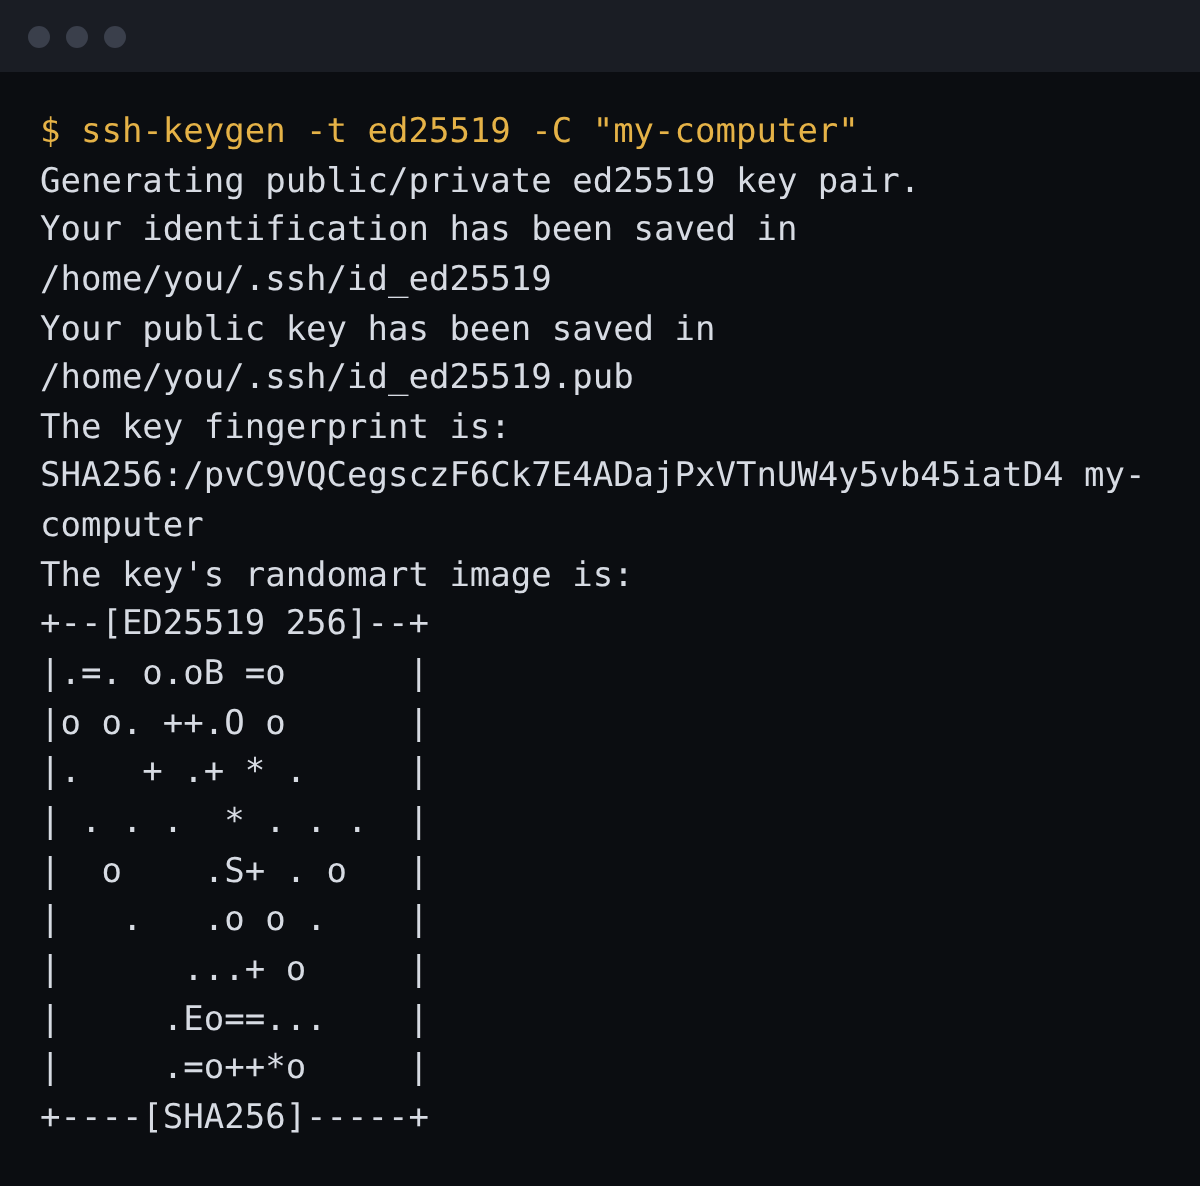 $ ssh-keygen -t ed25519 -C "my-computer"
Generating public/private ed25519 key pair.
Your identification has been saved in
/home/you/.ssh/id_ed25519
Your public key has been saved in
/home/you/.ssh/id_ed25519.pub
The key fingerprint is:
SHA256:/pvC9VQCegsczF6Ck7E4ADajPxVTnUW4y5vb45iatD4 my-
computer
The key's randomart image is:
+--[ED25519 256]--+
|.=. o.oB =o      |
|o o. ++.O o      |
|.   + .+ * .     |
| . . .  * . . .  |
|  o    .S+ . o   |
|   .   .o o .    |
|      ...+ o     |
|     .Eo==...    |
|     .=o++*o     |
+----[SHA256]-----+